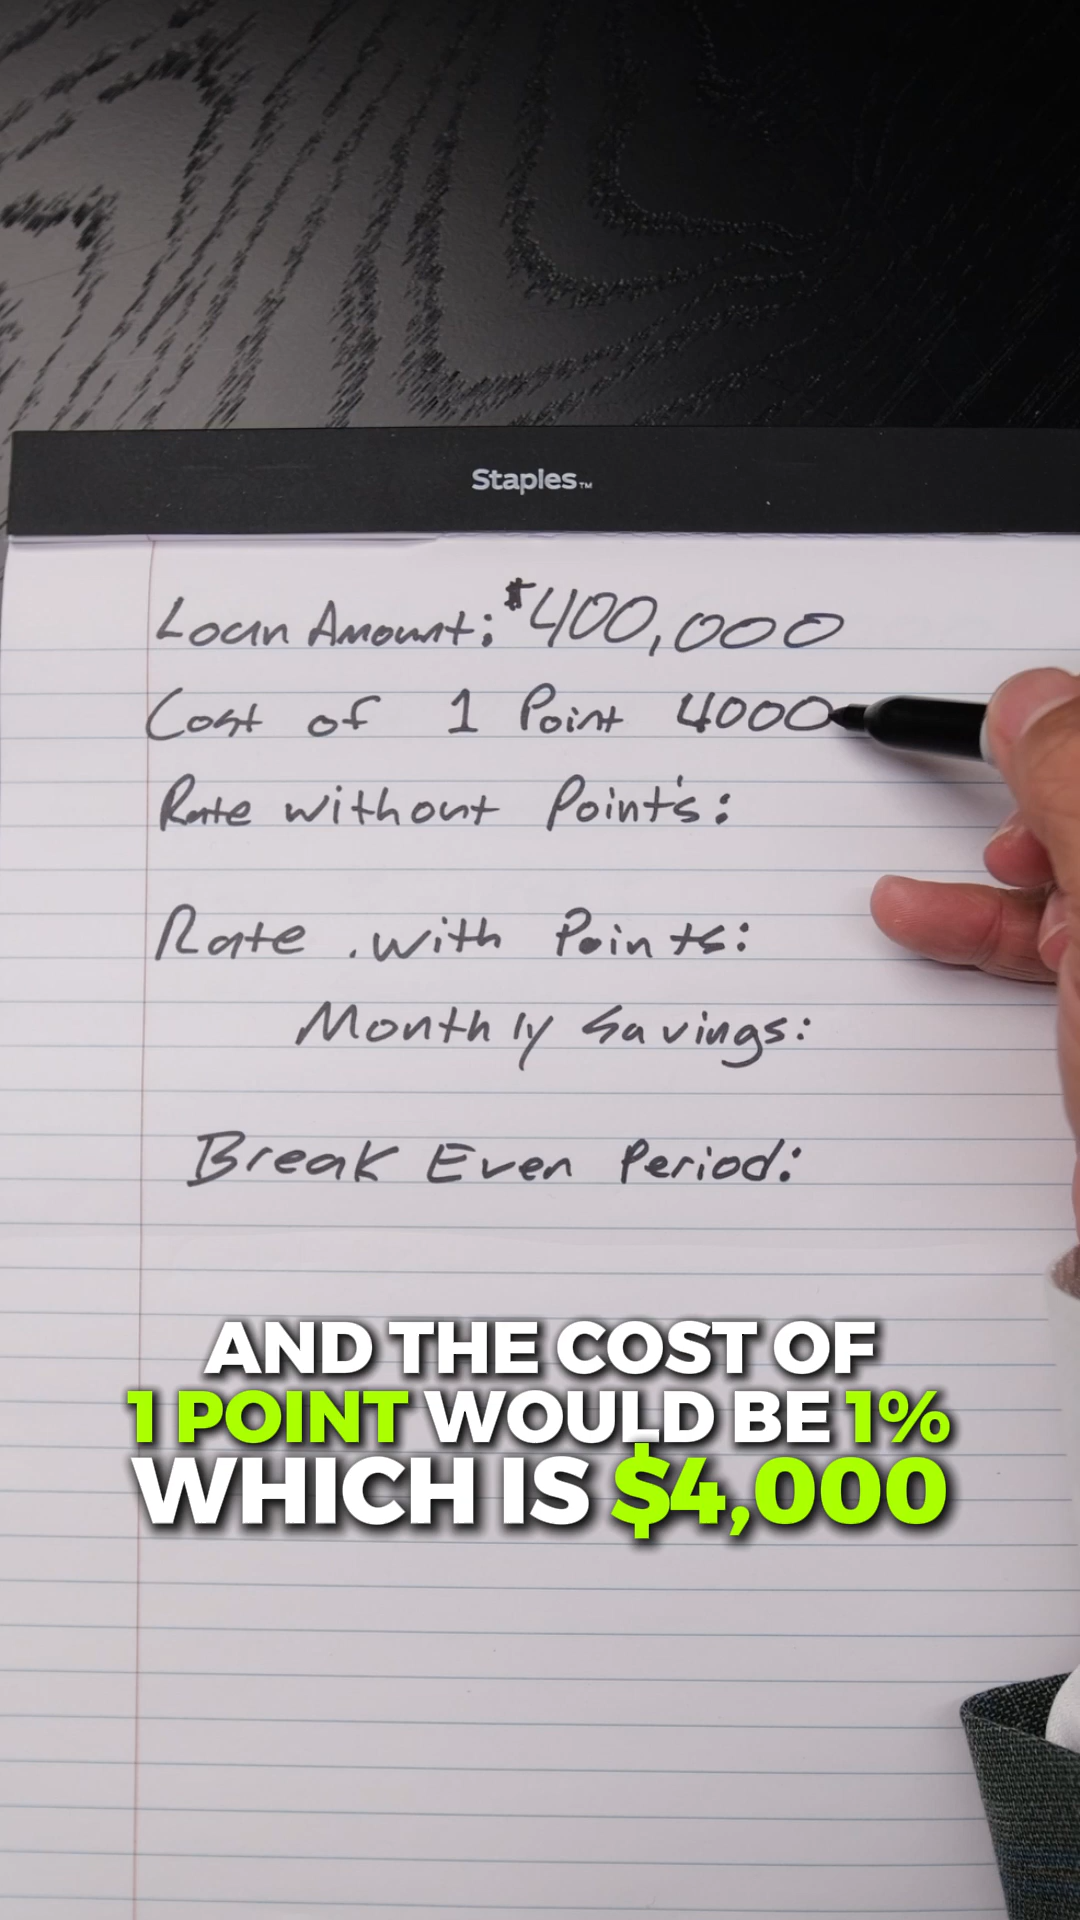 Staples™
Loan Amount: $400,000
Cost of 1 Point 4000
Rate without Point's:
Rate .with Points:
Monthly Savings:
Break Even Period:
AND THE COST OF
1 POINT WOULD BE 1%
WHICH IS $4,000